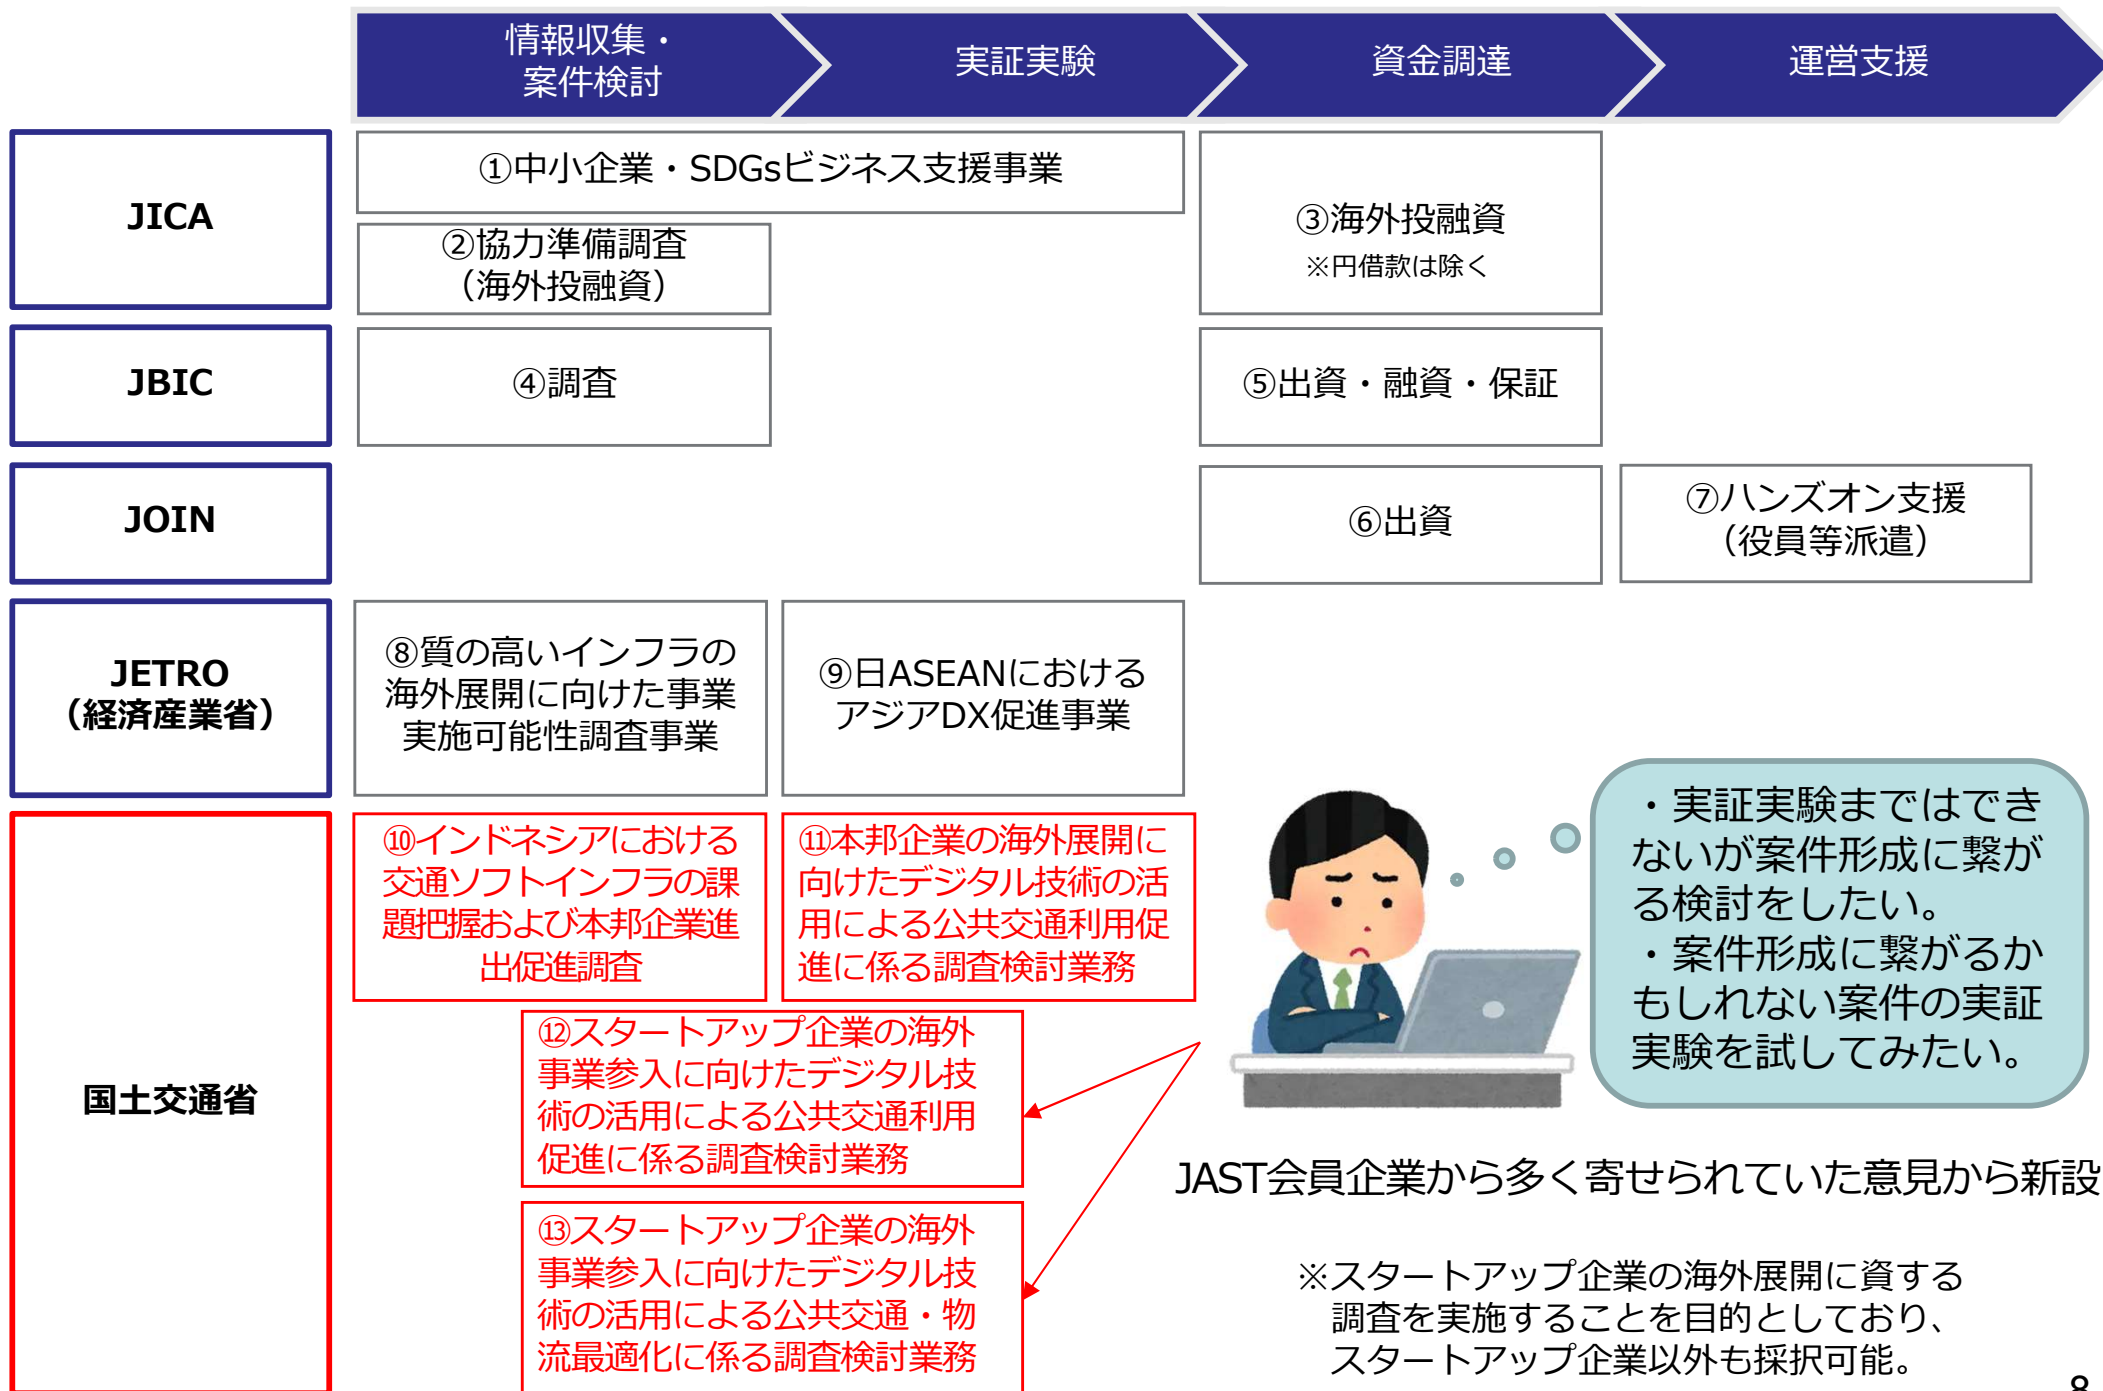 情報収集・
案件検討
実証実験
資金調達
運営支援
JICA
①中小企業・SDGsビジネス支援事業
②協力準備調査
（海外投融資）
③海外投融資
※円借款は除く
JBIC
④調査
⑤出資・融資・保証
JOIN
⑥出資
⑦ハンズオン支援
（役員等派遣）
JETRO
（経済産業省）
⑧質の高いインフラの
海外展開に向けた事業
実施可能性調査事業
⑨日ASEANにおける
アジアDX促進事業
国土交通省
⑩インドネシアにおける
交通ソフトインフラの課
題把握および本邦企業進
出促進調査
⑪本邦企業の海外展開に
向けたデジタル技術の活
用による公共交通利用促
進に係る調査検討業務
⑫スタートアップ企業の海外
事業参入に向けたデジタル技
術の活用による公共交通利用
促進に係る調査検討業務
⑬スタートアップ企業の海外
事業参入に向けたデジタル技
術の活用による公共交通・物
流最適化に係る調査検討業務
・実証実験まではでき
ないが案件形成に繋が
る検討をしたい。
・案件形成に繋がるか
もしれない案件の実証
実験を試してみたい。
JAST会員企業から多く寄せられていた意見から新設
※スタートアップ企業の海外展開に資する
調査を実施することを目的としており、
スタートアップ企業以外も採択可能。
8